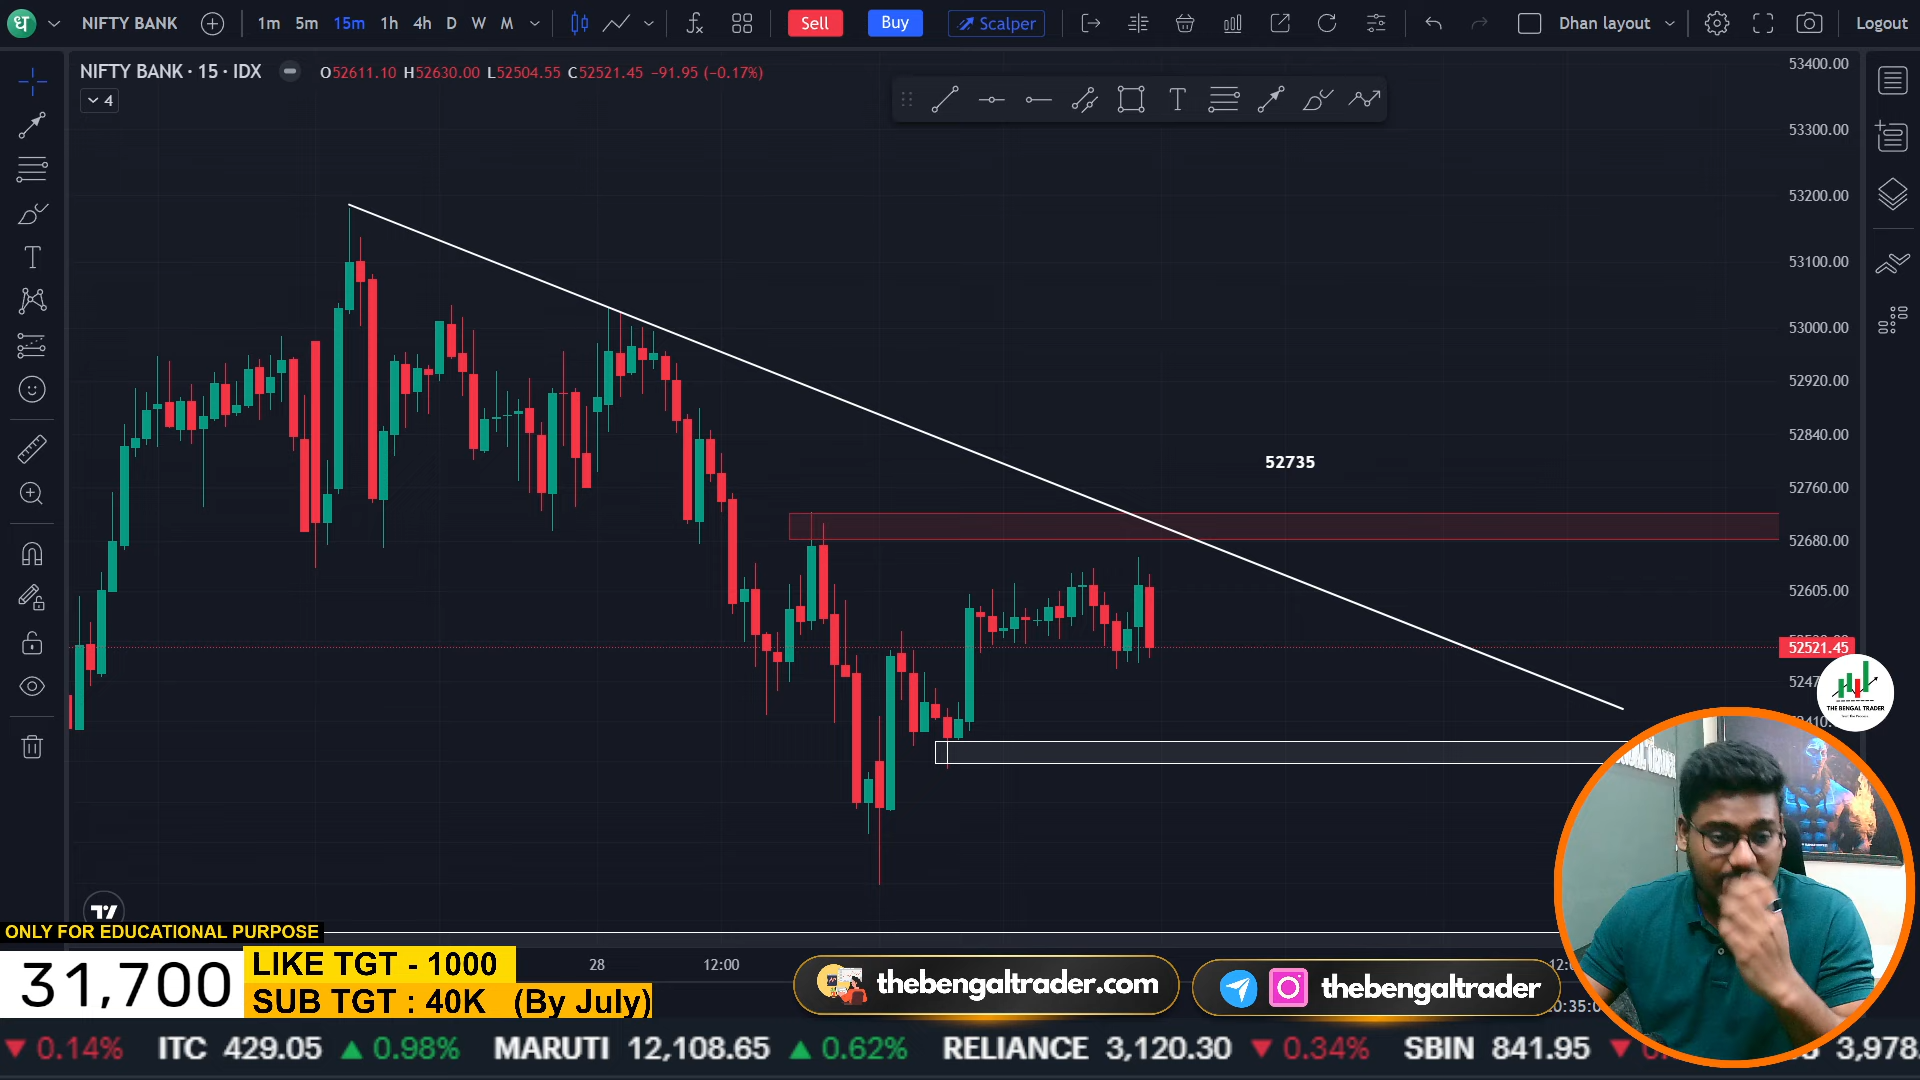 धा NIFTY BANK 1m 5m 15m 1h 4h D W M Sell Buy Scalper Dhan layout Logout
NIFTY BANK · 15 · IDX O52611.10 H52630.00 L52504.55 C52521.45 −91.95 (−0.17%)
4
53400.00
53300.00
53200.00
53100.00
53000.00
52920.00
52840.00
52735
52760.00
52680.00
52605.00
52521.45
THE BENGAL TRADER
ONLY FOR EDUCATIONAL PURPOSE
31,700
LIKE TGT - 1000
SUB TGT : 40K (By July)
28 12:00
thebengaltrader.com
thebengaltrader
▼ 0.14% ITC 429.05 ▲ 0.98% MARUTI 12,108.65 ▲ 0.62% RELIANCE 3,120.30 ▼ 0.34% SBIN 841.95 ▼